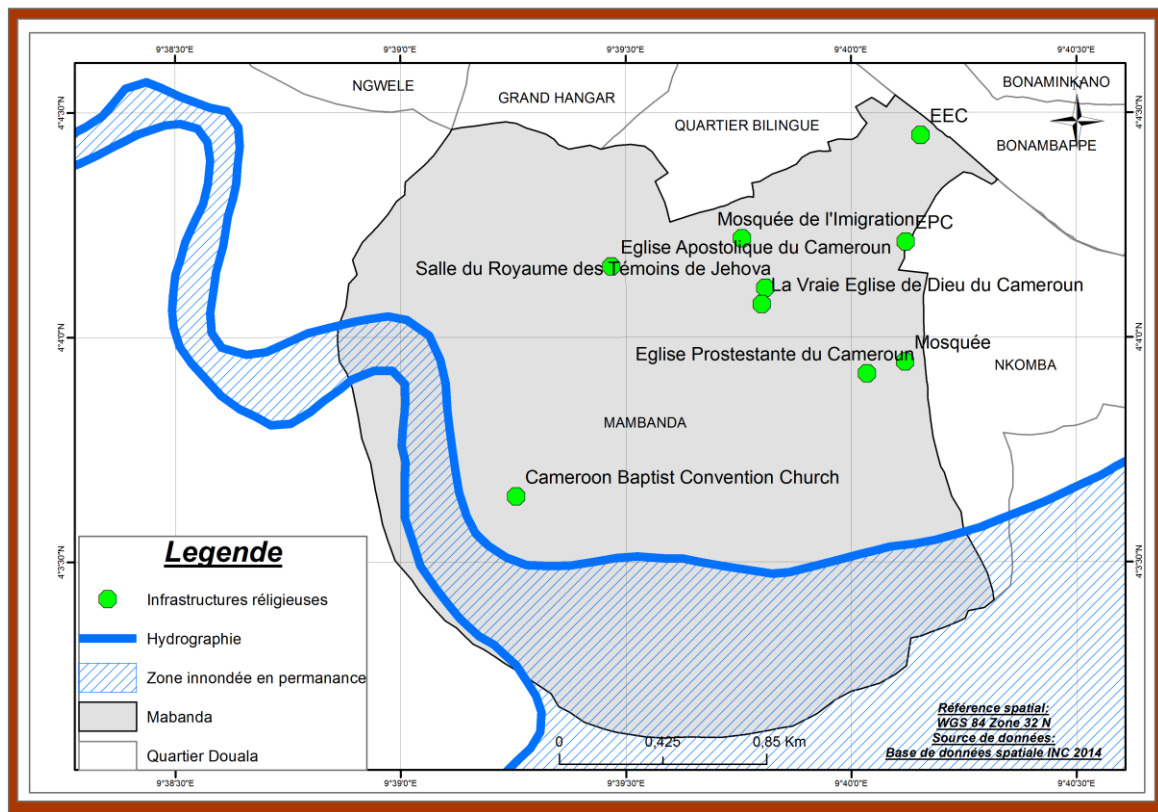 9°38'30"E
9°39'0"E
9°39'30"E
9°40'0"E
9°40'30"E
4°4'30"N
4°4'30"N
NGWELE
GRAND HANGAR
QUARTIER BILINGUE
EEC
BONAMINKANO
BONAMBAPPE
Mosquée de l'Imigration
EPC
Eglise Apostolique du Cameroun
Salle du Royaume des Témoins de Jehova
La Vraie Eglise de Dieu du Cameroun
4°4'0"N
4°4'0"N
Eglise Prostestante du Cameroun
Mosquée
NKOMBA
MAMBANDA
Cameroon Baptist Convention Church
4°3'30"N
4°3'30"N
Legende
Infrastructures réligieuses
Hydrographie
Zone innondée en permanance
Mabanda
Quartier Douala
0
0,425
0,85 Km
Référence spatial:
WGS 84 Zone 32 N
Source de données:
Base de données spatiale INC 2014
9°38'30"E
9°39'0"E
9°39'30"E
9°40'0"E
9°40'30"E